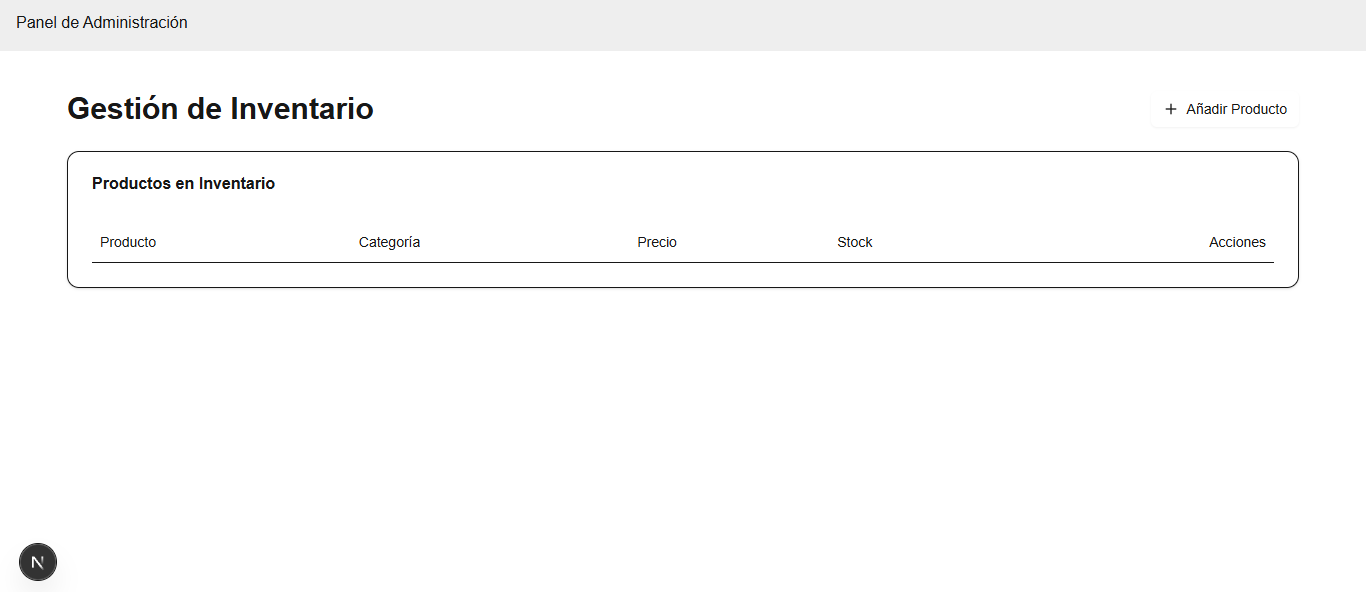 Panel de Administración
Gestión de Inventario
+ Añadir Producto
Productos en Inventario
Producto Categoría Precio Stock Acciones
N